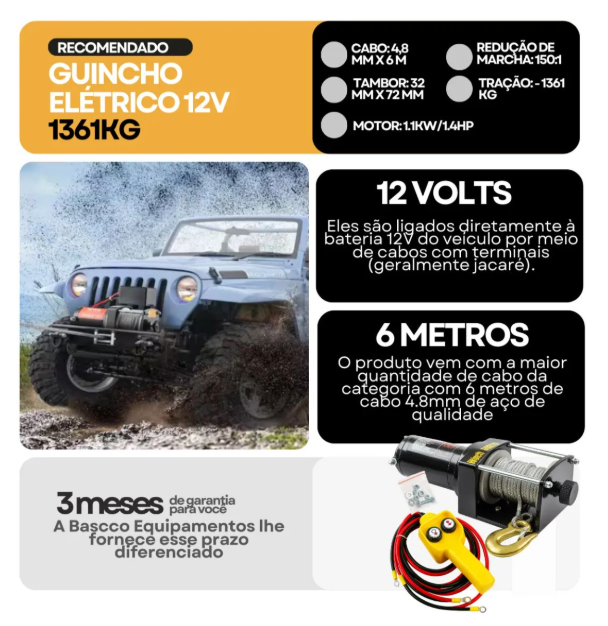 RECOMENDADO
GUINCHO
ELÉTRICO 12V
1361KG
CABO: 4,8
MM X 6 M
REDUÇÃO DE
MARCHA: 150:1
TAMBOR: 32
MM X 72 MM
TRAÇÃO: - 1361
KG
MOTOR: 1.1KW/1.4HP
12 VOLTS
Eles são ligados diretamente à
bateria 12V do veículo por meio
de cabos com terminais
(geralmente jacaré).
6 METROS
O produto vem com a maior
quantidade de cabo da
categoria com 6 metros de
cabo 4.8mm de aço de
qualidade
3 meses de garantia
para você
A Bascco Equipamentos lhe
fornece esse prazo
diferenciado